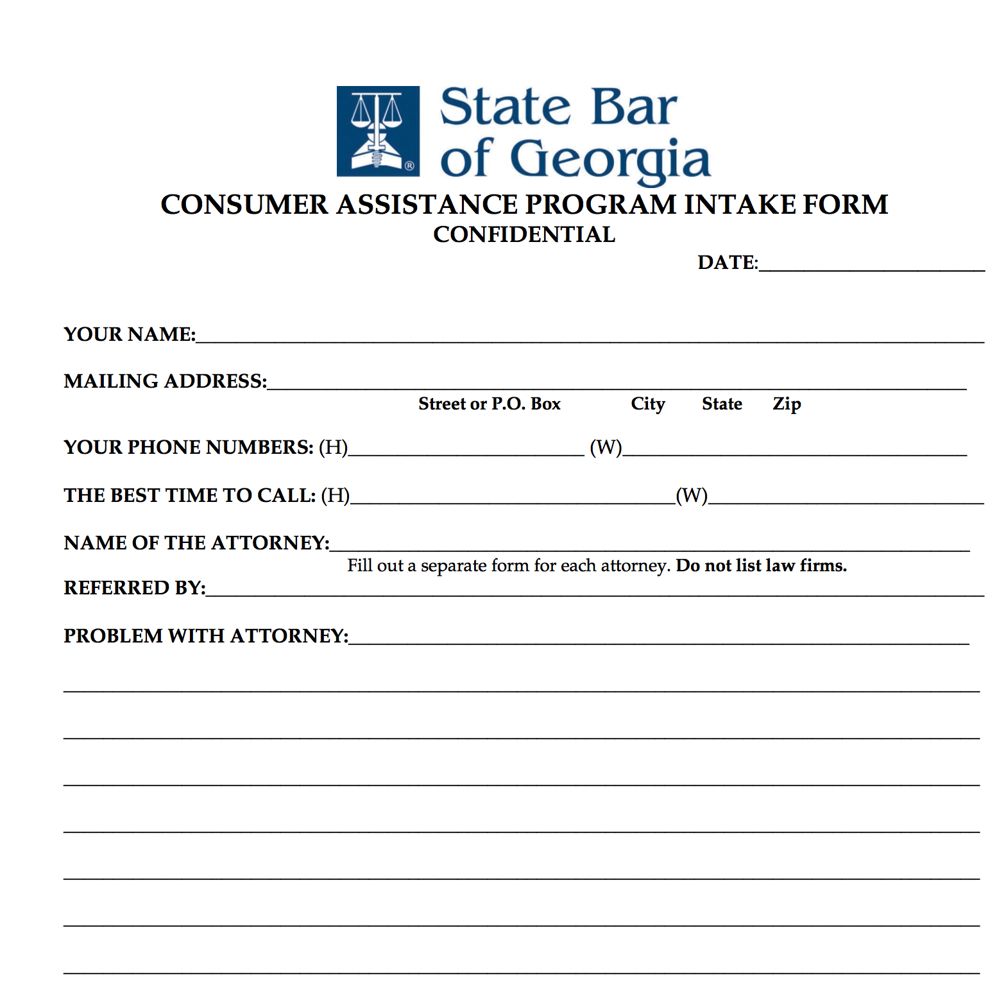 State Bar
of Georgia
®
CONSUMER ASSISTANCE PROGRAM INTAKE FORM
CONFIDENTIAL
DATE:
YOUR NAME:
MAILING ADDRESS:
Street or P.O. Box City State Zip
YOUR PHONE NUMBERS: (H) (W)
THE BEST TIME TO CALL: (H) (W)
NAME OF THE ATTORNEY:
Fill out a separate form for each attorney. Do not list law firms.
REFERRED BY:
PROBLEM WITH ATTORNEY: